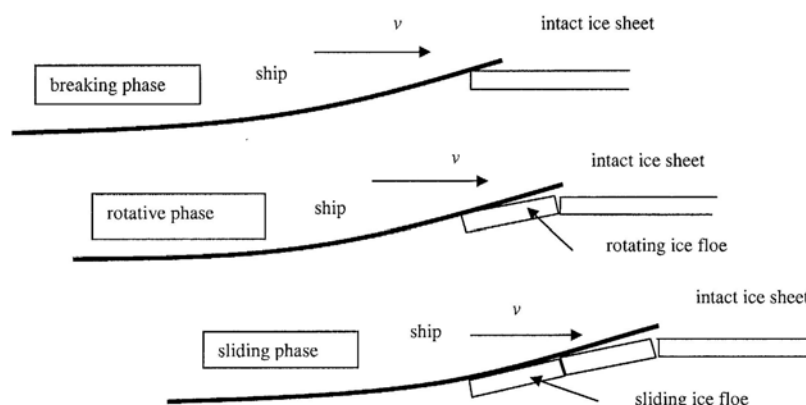 v
intact ice sheet
ship
breaking phase
v
intact ice sheet
ship
rotative phase
rotating ice floe
intact ice sheet
v
ship
sliding phase
sliding ice floe